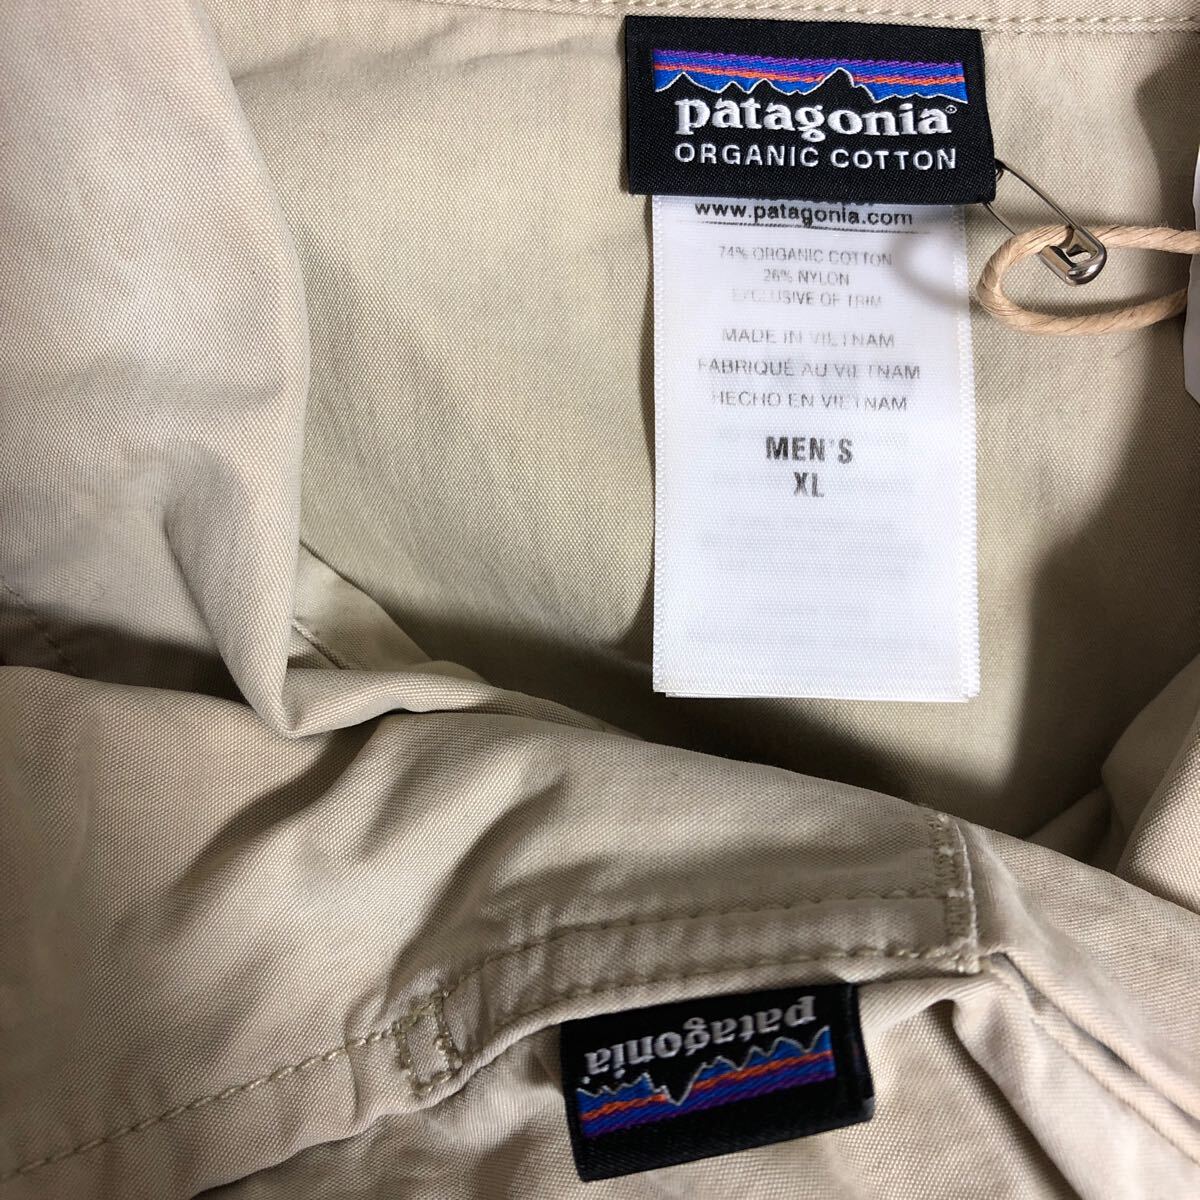 patagonia®
ORGANIC COTTON
www.patagonia.com
74% ORGANIC COTTON
26% NYLON
EXCLUSIVE OF TRIM
MADE IN VIETNAM
FABRIQUÉ AU VIETNAM
HECHO EN VIETNAM
MEN'S
XL
patagonia®